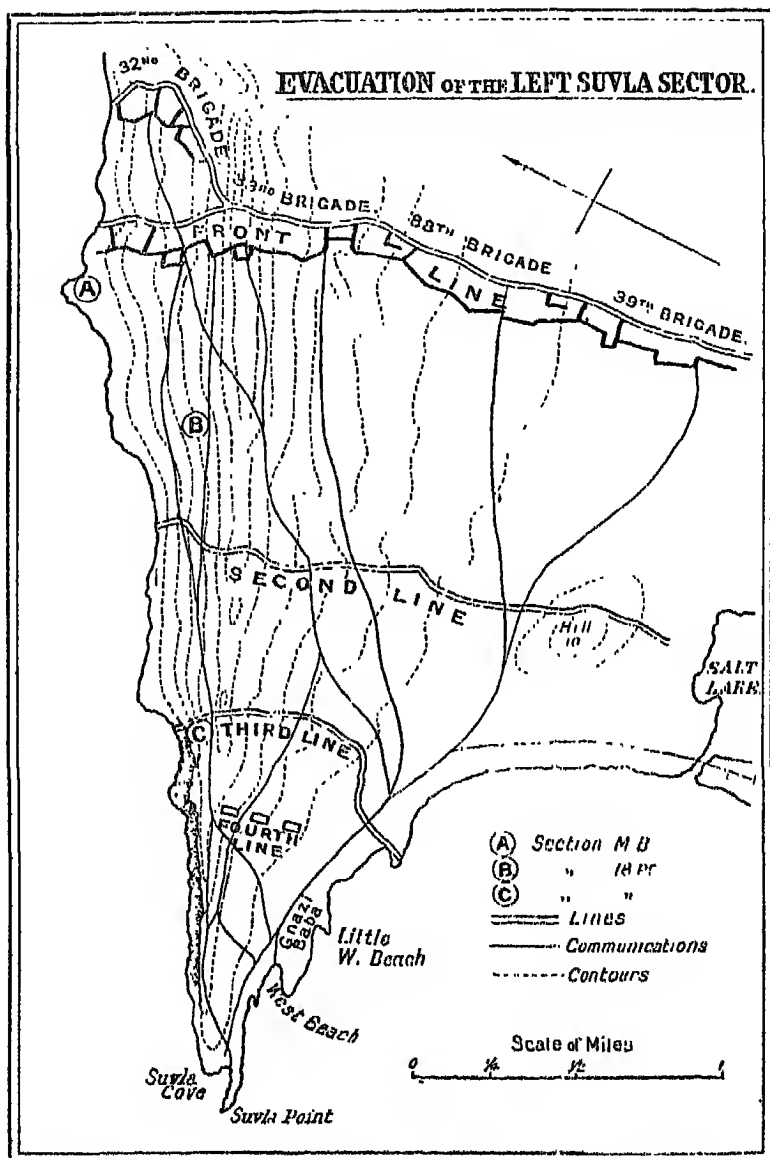 EVACUATION OF THE LEFT SUVLA SECTOR.
32ND BRIGADE
33RD BRIGADE
88TH BRIGADE
39TH BRIGADE
FRONT LINE
A
B
SECOND LINE
Hill
10
SALT
LAKE
C THIRD LINE
FOURTH
LINE
Ghazi
Baba
Little
W. Beach
West Beach
Suvla
Cove
Suvla Point
A Section M B
B " 18 Pr
C " "
Lines
Communications
Contours
Scale of Miles
0 ¼ ½ 1